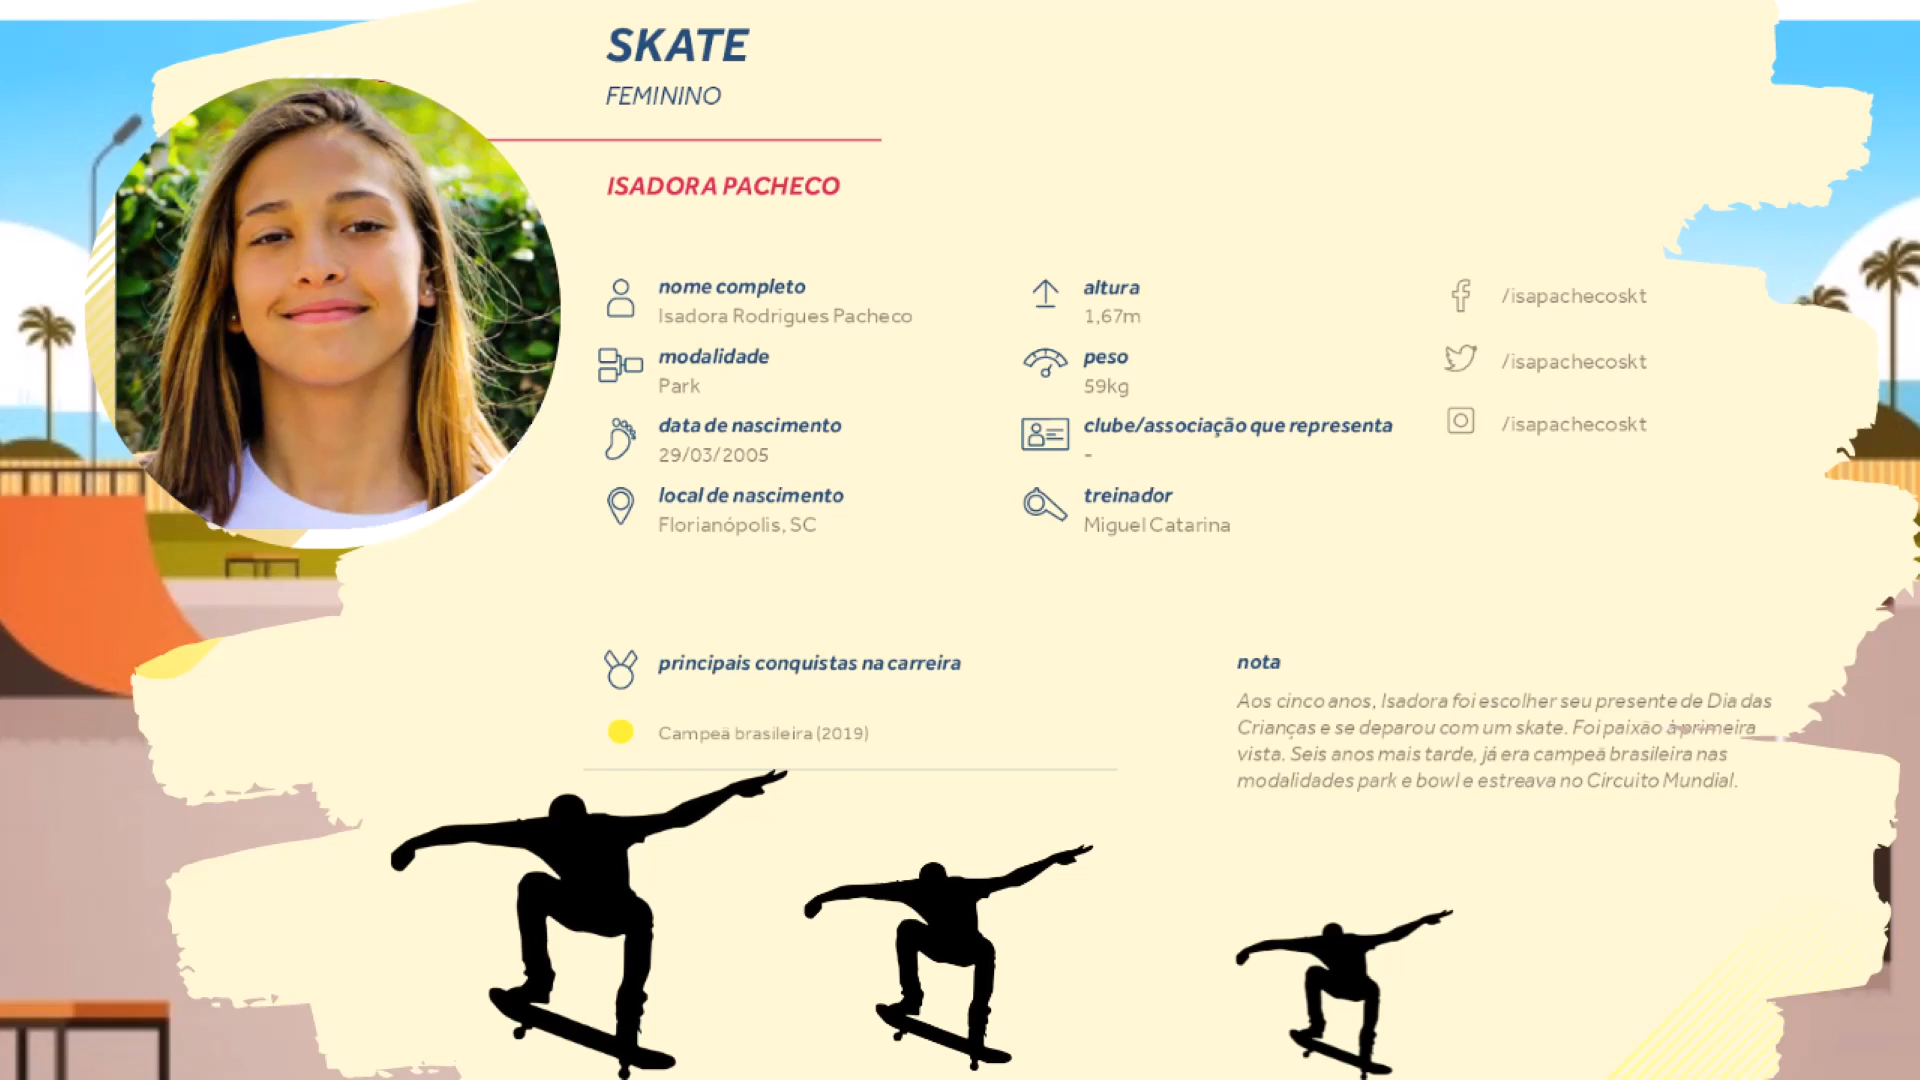 SKATE
FEMININO
ISADORA PACHECO
nome completo
Isadora Rodrigues Pacheco
modalidade
Park
data de nascimento
29/03/2005
local de nascimento
Florianópolis, SC
altura
1,67m
peso
59kg
clube/associação que representa
-
treinador
Miguel Catarina
/isapachecoskt
/isapachecoskt
/isapachecoskt
principais conquistas na carreira
Campeã brasileira (2019)
nota
Aos cinco anos, Isadora foi escolher seu presente de Dia das
Crianças e se deparou com um skate. Foi paixão à primeira
vista. Seis anos mais tarde, já era campeã brasileira nas
modalidades park e bowl e estreava no Circuito Mundial.